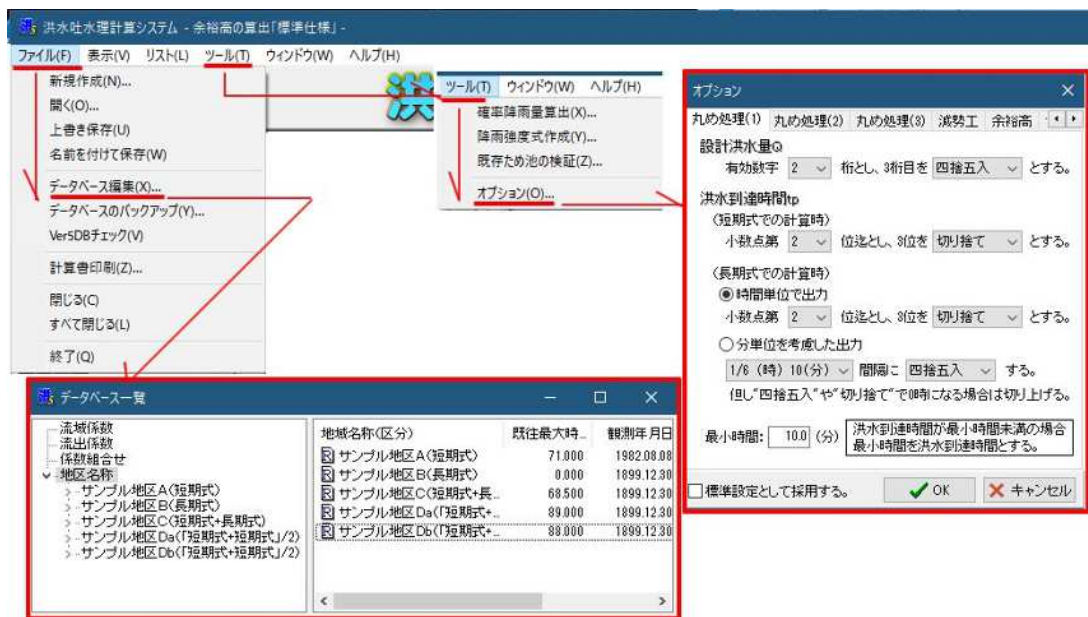 洪水吐水理計算システム - 余裕高の算出「標準仕様」 -
ファイル(F) 表示(V) リスト(L) ツール(T) ウィンドウ(W) ヘルプ(H)
新規作成(N)...
開く(O)...
上書き保存(U)
名前を付けて保存(W)
データベース編集(X)...
データベースのバックアップ(Y)...
VerSDBチェック(V)
計算書印刷(Z)...
閉じる(C)
すべて閉じる(L)
終了(Q)
洪
ツール(T) ウィンドウ(W) ヘルプ(H)
確率降雨量算出(X)...
降雨強度式作成(Y)...
既存ため池の検証(Z)...
オプション(O)...
オプション
丸め処理(1) 丸め処理(2) 丸め処理(3) 減勢工 余裕高
設計洪水量Q
有効数字 2 桁とし、3桁目を 四捨五入 とする。
洪水到達時間tp
(短期式での計算時)
小数点第 2 位迄とし、3位を 切り捨て とする。
(長期式での計算時)
時間単位で出力
小数点第 2 位迄とし、3位を 切り捨て とする。
分単位を考慮した出力
1/6 (時) 10(分) 間隔に 四捨五入 する。
但し"四捨五入"や"切り捨て"で0時になる場合は切り上げる。
最小時間: 10.0 (分) 洪水到達時間が最小時間未満の場合
最小時間を洪水到達時間とする。
標準設定として採用する。 OK キャンセル
データベース一覧
流域係数
流出係数
係数組合せ
地区名称
サンプル地区A(短期式)
サンプル地区B(長期式)
サンプル地区C(短期式+長期式)
サンプル地区Da(「短期式+短期式」/2)
サンプル地区Db(「短期式+短期式」/2)
地域名称(区分) 既往最大時... 観測年月日
サンプル地区A(短期式) 71.000 1982.08.08
サンプル地区B(長期式) 0.000 1899.12.30
サンプル地区C(短期式+長... 68.500 1899.12.30
サンプル地区Da(「短期式+... 89.000 1899.12.30
サンプル地区Db(「短期式+... 88.000 1899.12.30